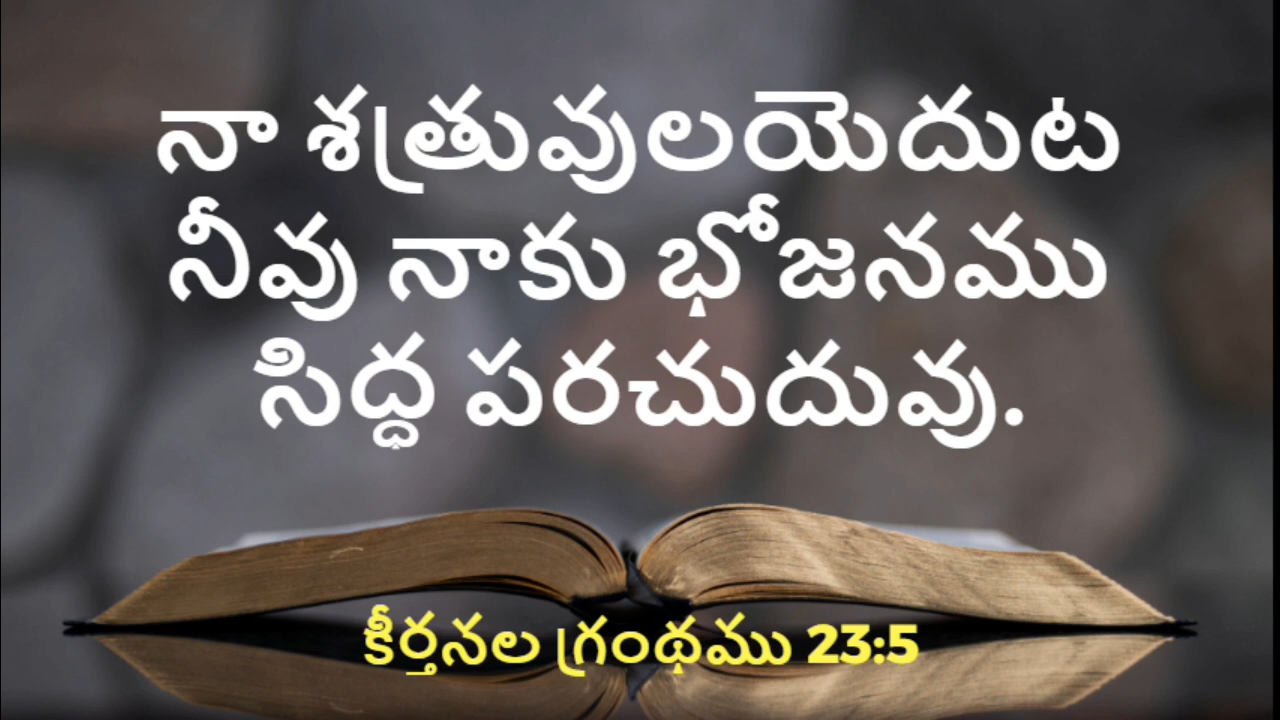 నా శత్రువులయెదుట
నీవు నాకు భోజనము
సిద్ధ పరచుదువు.
కీర్తనల గ్రంథము 23:5